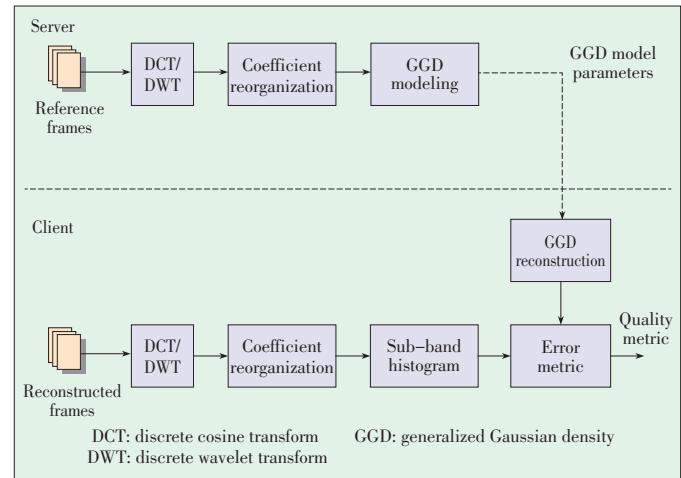 Server
Reference
frames
DCT/
DWT
Coefficient
reorganization
GGD
modeling
GGD model
parameters
Client
GGD
reconstruction
Reconstructed
frames
DCT/
DWT
Coefficient
reorganization
Sub-band
histogram
Error
metric
Quality
metric
DCT: discrete cosine transform
GGD: generalized Gaussian density
DWT: discrete wavelet transform